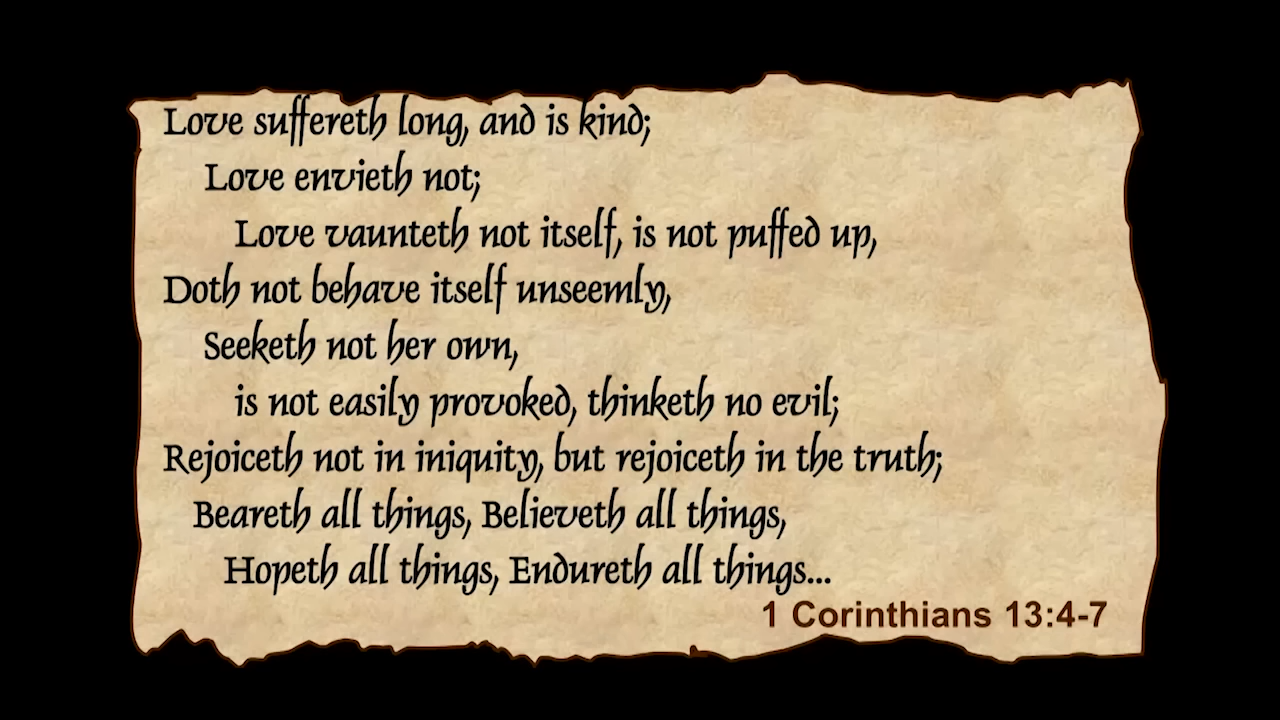 Love suffereth long, and is kind;
Love envieth not;
Love vaunteth not itself, is not puffed up,
Doth not behave itself unseemly,
Seeketh not her own,
is not easily provoked, thinketh no evil;
Rejoiceth not in iniquity, but rejoiceth in the truth;
Beareth all things, Believeth all things,
Hopeth all things, Endureth all things...
1 Corinthians 13:4-7